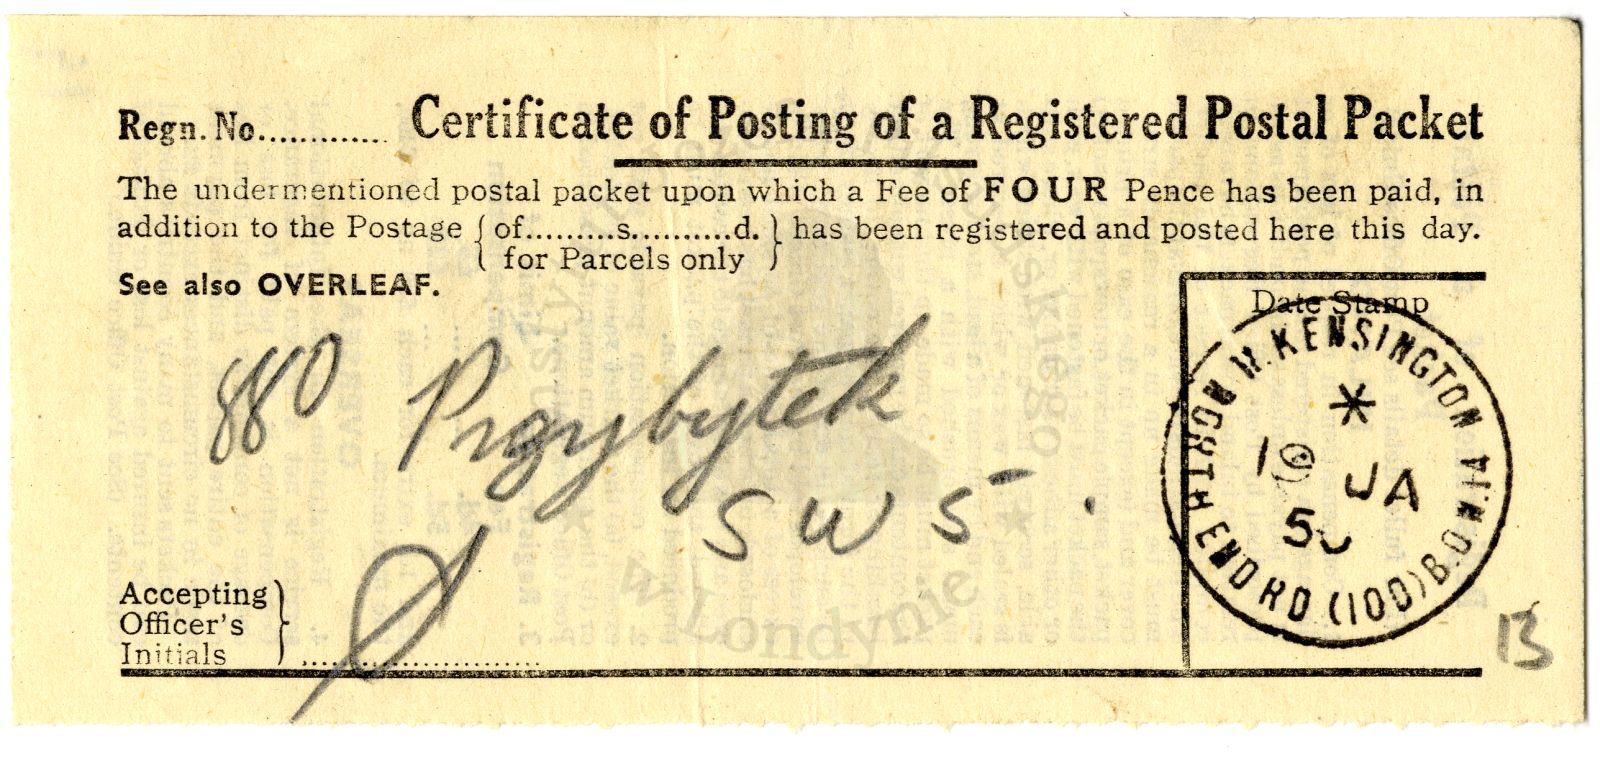 Regn. No............. Certificate of Posting of a Registered Postal Packet
The undermentioned postal packet upon which a Fee of FOUR Pence has been paid, in
addition to the Postage { of.........s..........d. } has been registered and posted here this day.
for Parcels only
See also OVERLEAF.
Date Stamp
NORTH END RD (100) B.O. W.KENSINGTON
*
JA
880 Przybytek
SW5.
Accepting
Officer's
Initials
13
w Londynie